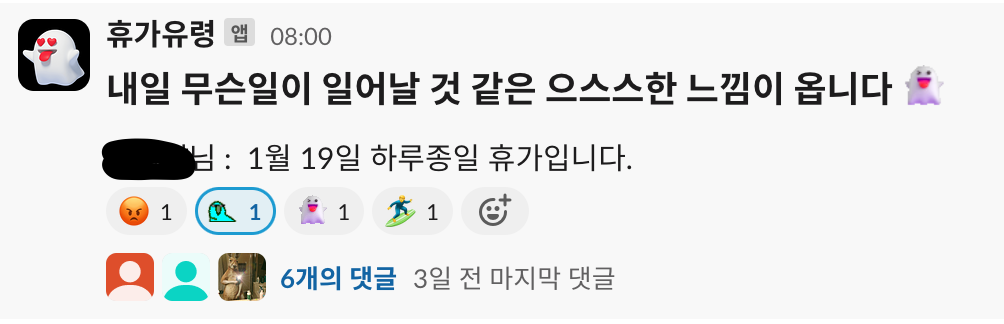 휴가유령 앱 08:00
내일 무슨일이 일어날 것 같은 으스스한 느낌이 옵니다
님 : 1월 19일 하루종일 휴가입니다.
1 1 1 1
6개의 댓글 3일 전 마지막 댓글